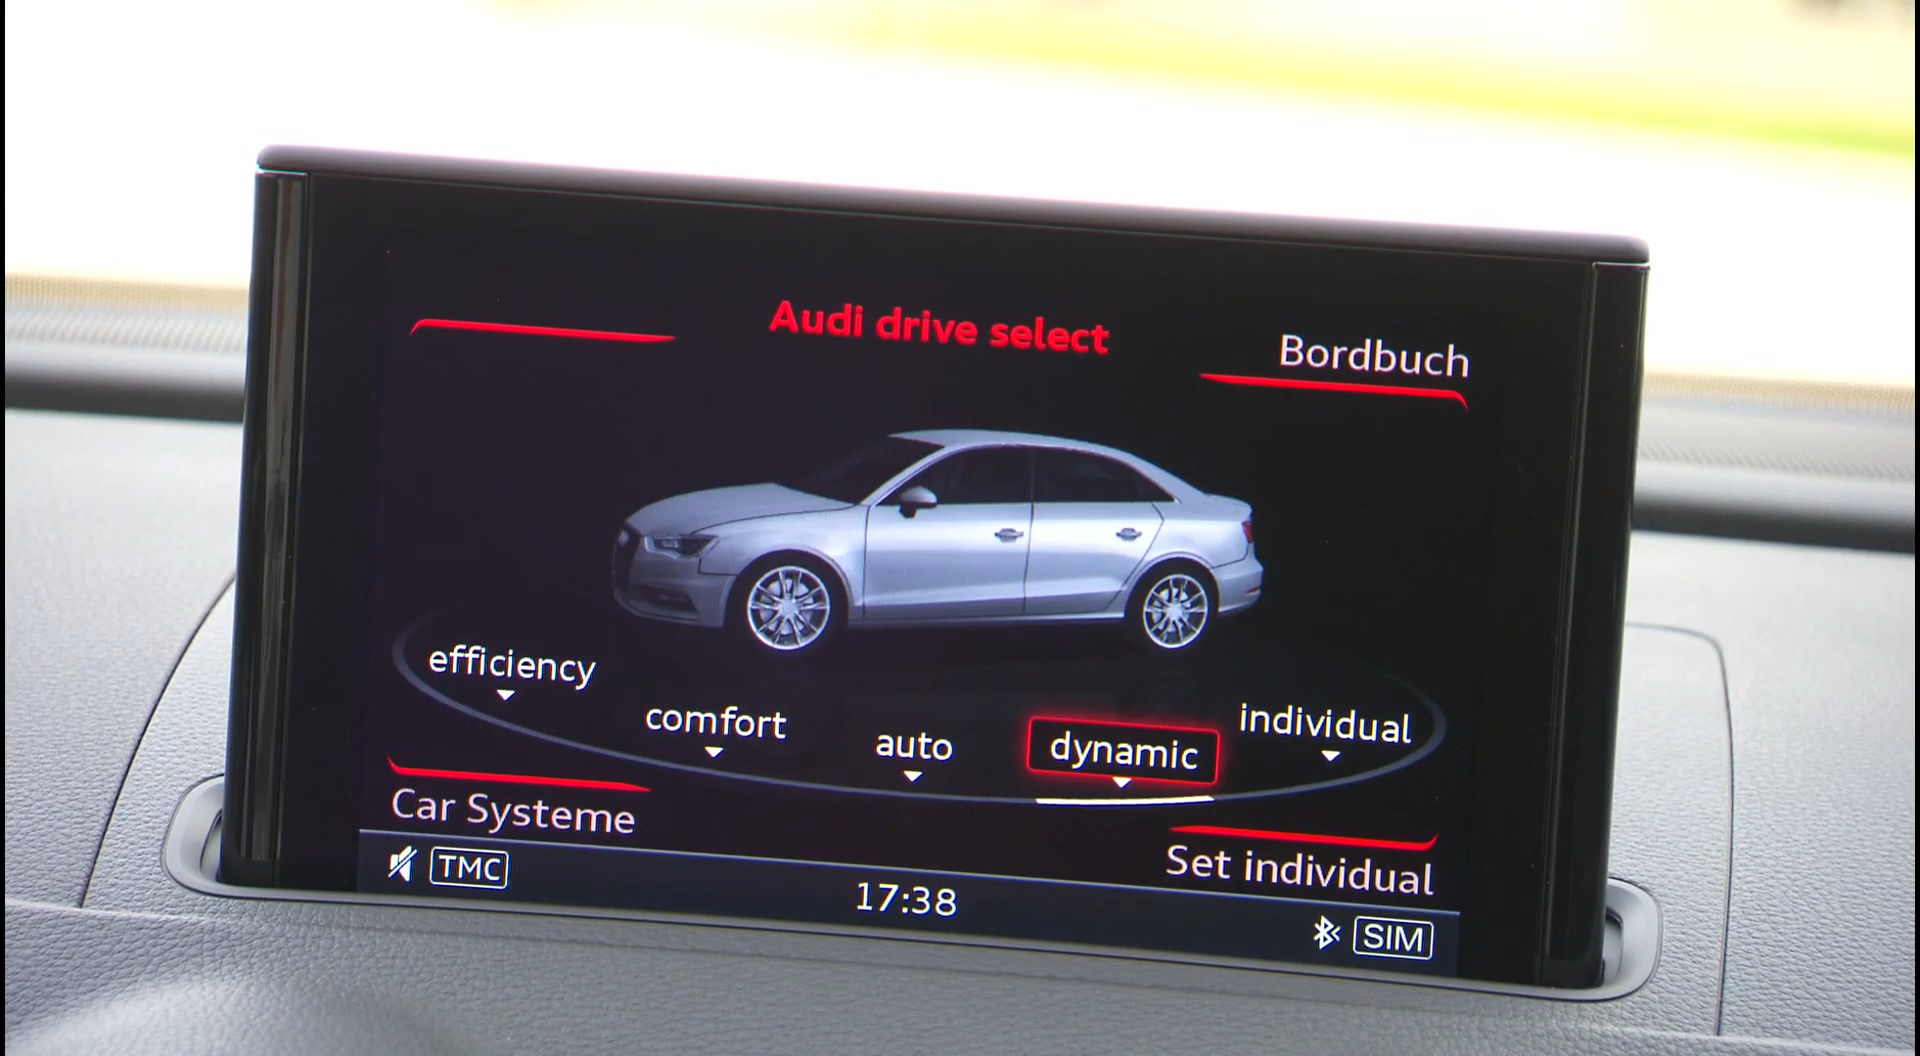 Audi drive select
Bordbuch
efficiency
comfort
auto
dynamic
individual
Car Systeme
Set individual
TMC
17:38
SIM